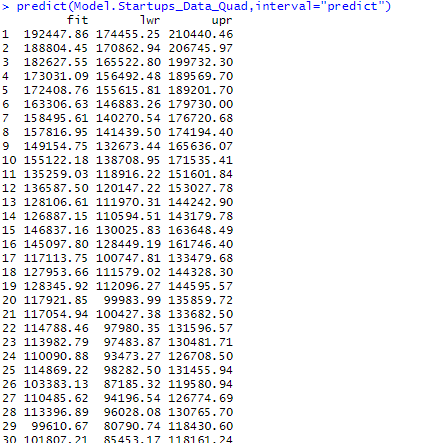 > predict(Model.Startups_Data_Quad,interval="predict")
fit lwr upr
1 192447.86 174455.25 210440.46
2 188804.45 170862.94 206745.97
3 182627.55 165522.80 199732.30
4 173031.09 156492.48 189569.70
5 172408.76 155615.81 189201.70
6 163306.63 146883.26 179730.00
7 158495.61 140270.54 176720.68
8 157816.95 141439.50 174194.40
9 149154.75 132673.44 165636.07
10 155122.18 138708.95 171535.41
11 135259.03 118916.22 151601.84
12 136587.50 120147.22 153027.78
13 128106.61 111970.31 144242.90
14 126887.15 110594.51 143179.78
15 146837.16 130025.83 163648.49
16 145097.80 128449.19 161746.40
17 117113.75 100747.81 133479.68
18 127953.66 111579.02 144328.30
19 128345.92 112096.27 144595.57
20 117921.85 99983.99 135859.72
21 117054.94 100427.38 133682.50
22 114788.46 97980.35 131596.57
23 113982.79 97483.87 130481.71
24 110090.88 93473.27 126708.50
25 114869.22 98282.50 131455.94
26 103383.13 87185.32 119580.94
27 110485.62 94196.54 126774.69
28 113396.89 96028.08 130765.70
29 99610.67 80790.74 118430.60
30 101807.21 85453.17 118161.24